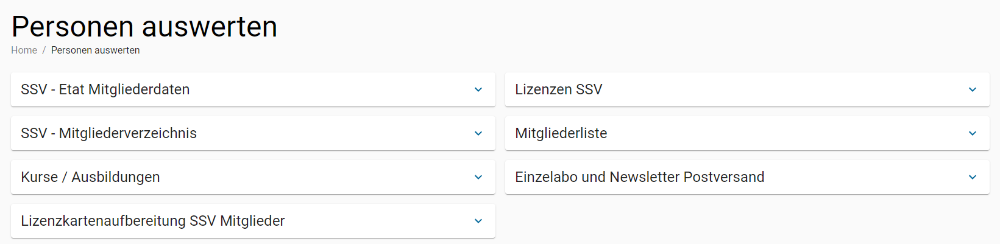 Personen auswerten
Home / Personen auswerten
SSV - Etat Mitgliederdaten
Lizenzen SSV
SSV - Mitgliederverzeichnis
Mitgliederliste
Kurse / Ausbildungen
Einzelabo und Newsletter Postversand
Lizenzkartenaufbereitung SSV Mitglieder